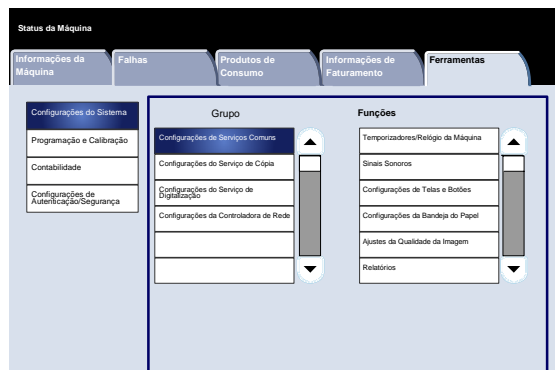 Status da Máquina
Informações da
Máquina
Falhas
Produtos de
Consumo
Informações de
Faturamento
Ferramentas
Configurações do Sistema
Programação e Calibração
Contabilidade
Configurações de
Autenticação/Segurança
Grupo
Configurações de Serviços Comuns
Configurações do Serviço de Cópia
Configurações do Serviço de
Digitalização
Configurações da Controladora de Rede
Funções
Temporizadores/Relógio da Máquina
Sinais Sonoros
Configurações de Telas e Botões
Configurações da Bandeja do Papel
Ajustes da Qualidade da Imagem
Relatórios